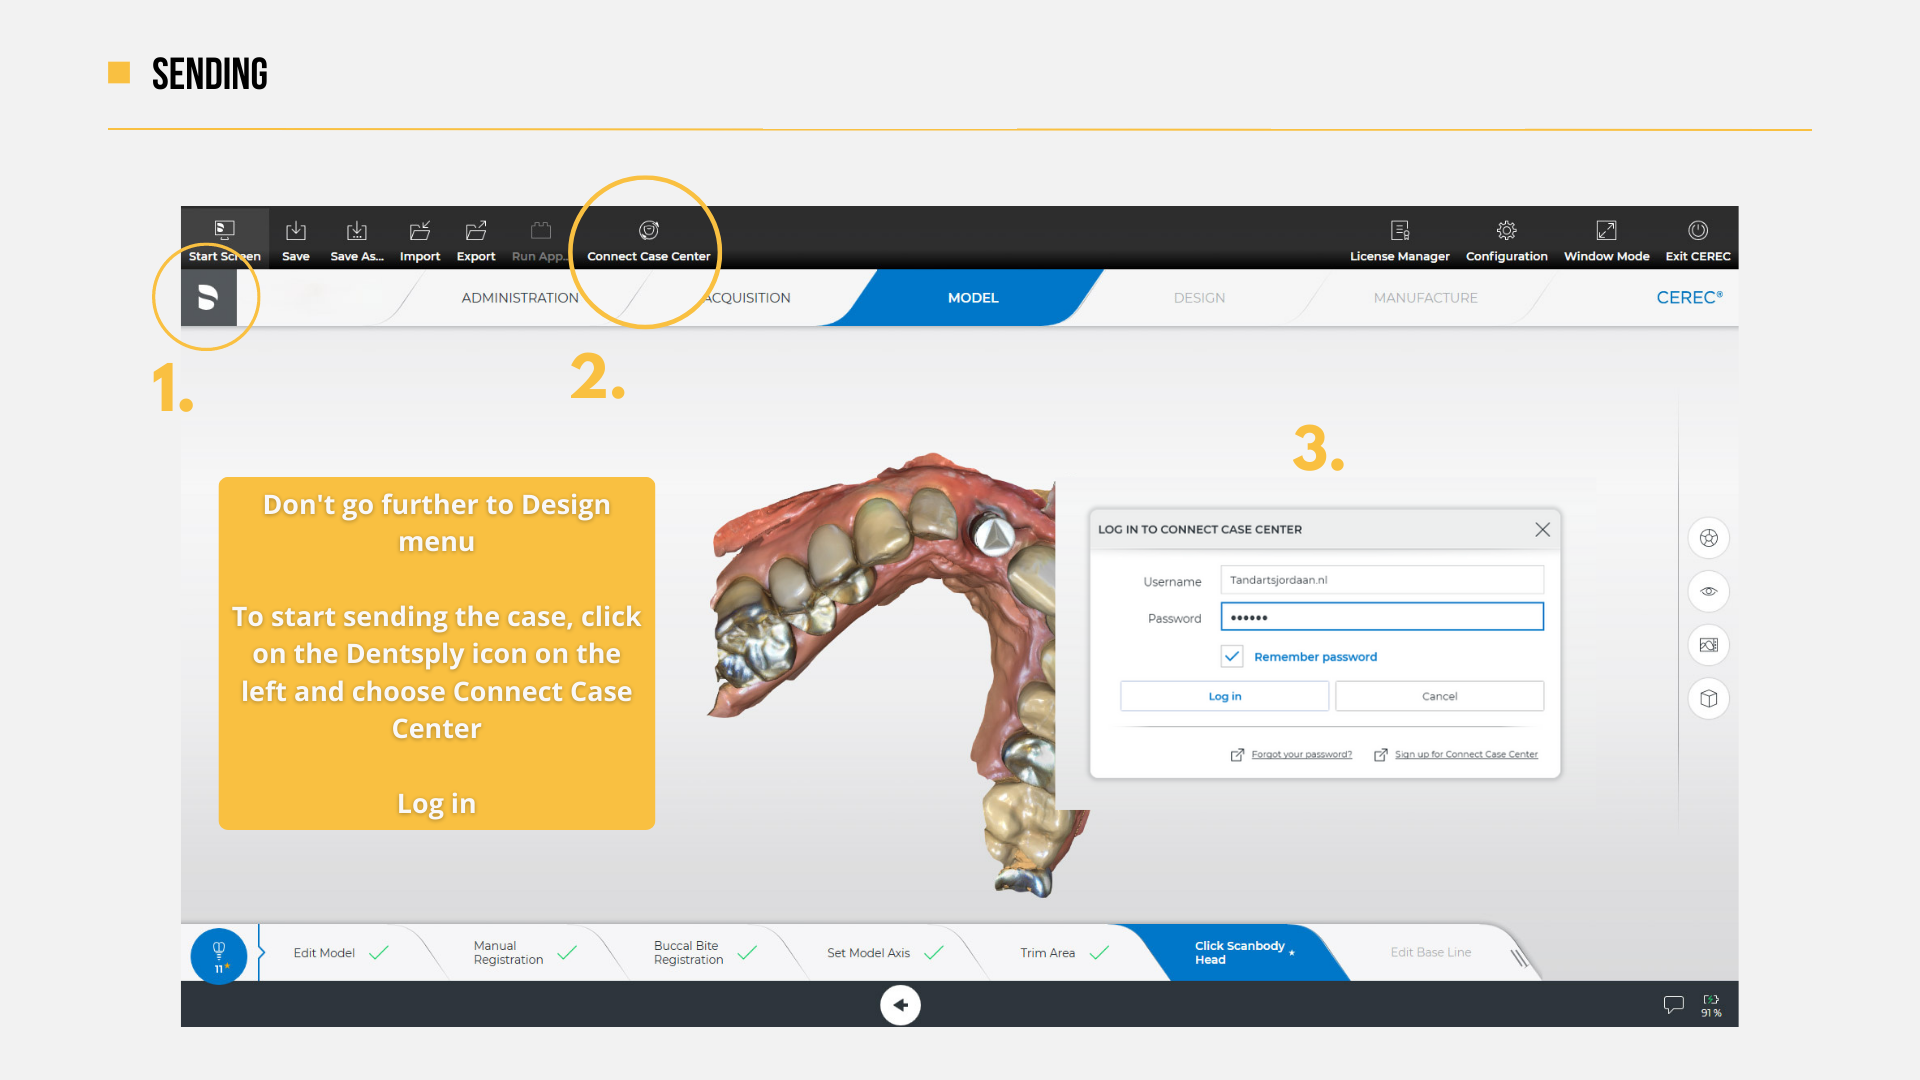 SENDING
Start Screen
Save
Save As...
Import
Export
Run App...
Connect Case Center
License Manager
Configuration
Window Mode
Exit CEREC
ADMINISTRATION
ACQUISITION
MODEL
DESIGN
MANUFACTURE
CEREC®
1.
2.
3.
Don't go further to Design
menu
To start sending the case, click
on the Dentsply icon on the
left and choose Connect Case
Center
Log in
LOG IN TO CONNECT CASE CENTER
Username
Tandartsjordaan.nl
Password
••••••
Remember password
Log in
Cancel
Forgot your password?
Sign up for Connect Case Center
11
Edit Model
Manual
Registration
Buccal Bite
Registration
Set Model Axis
Trim Area
Click Scanbody
Head
Edit Base Line
91 %